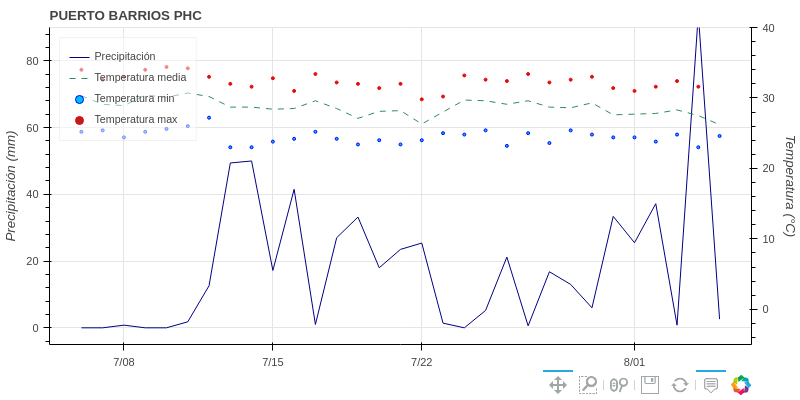 PUERTO BARRIOS PHC
Precipitación (mm)
80
60
40
20
0
Precipitación
Temperatura media
Temperatura min
Temperatura max
40
30
20
10
0
Temperatura (°C)
7/08
7/15
7/22
8/01